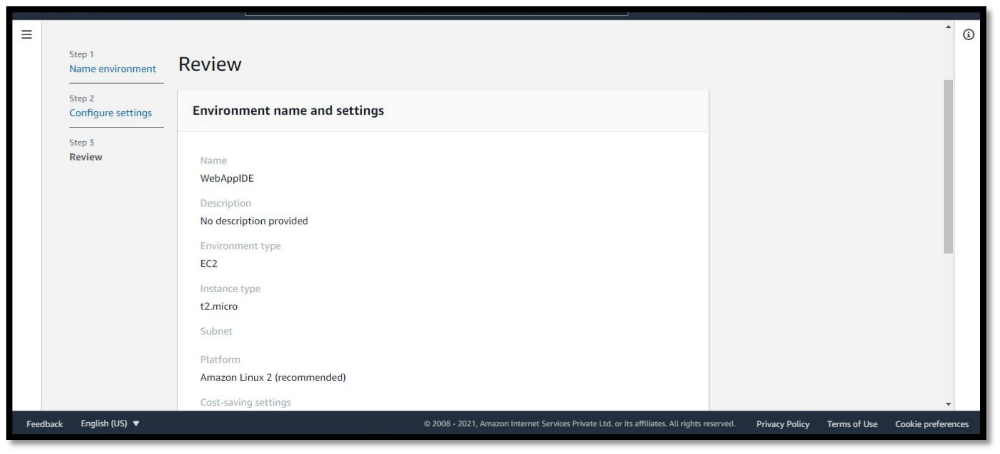 Step 1
Name environment
Step 2
Configure settings
Step 3
Review
Review
Environment name and settings
Name
WebAppIDE
Description
No description provided
Environment type
EC2
Instance type
t2.micro
Subnet
Platform
Amazon Linux 2 (recommended)
Cost-saving settings
Feedback English (US) © 2008 - 2021, Amazon Internet Services Private Ltd. or its affiliates. All rights reserved. Privacy Policy Terms of Use Cookie preferences